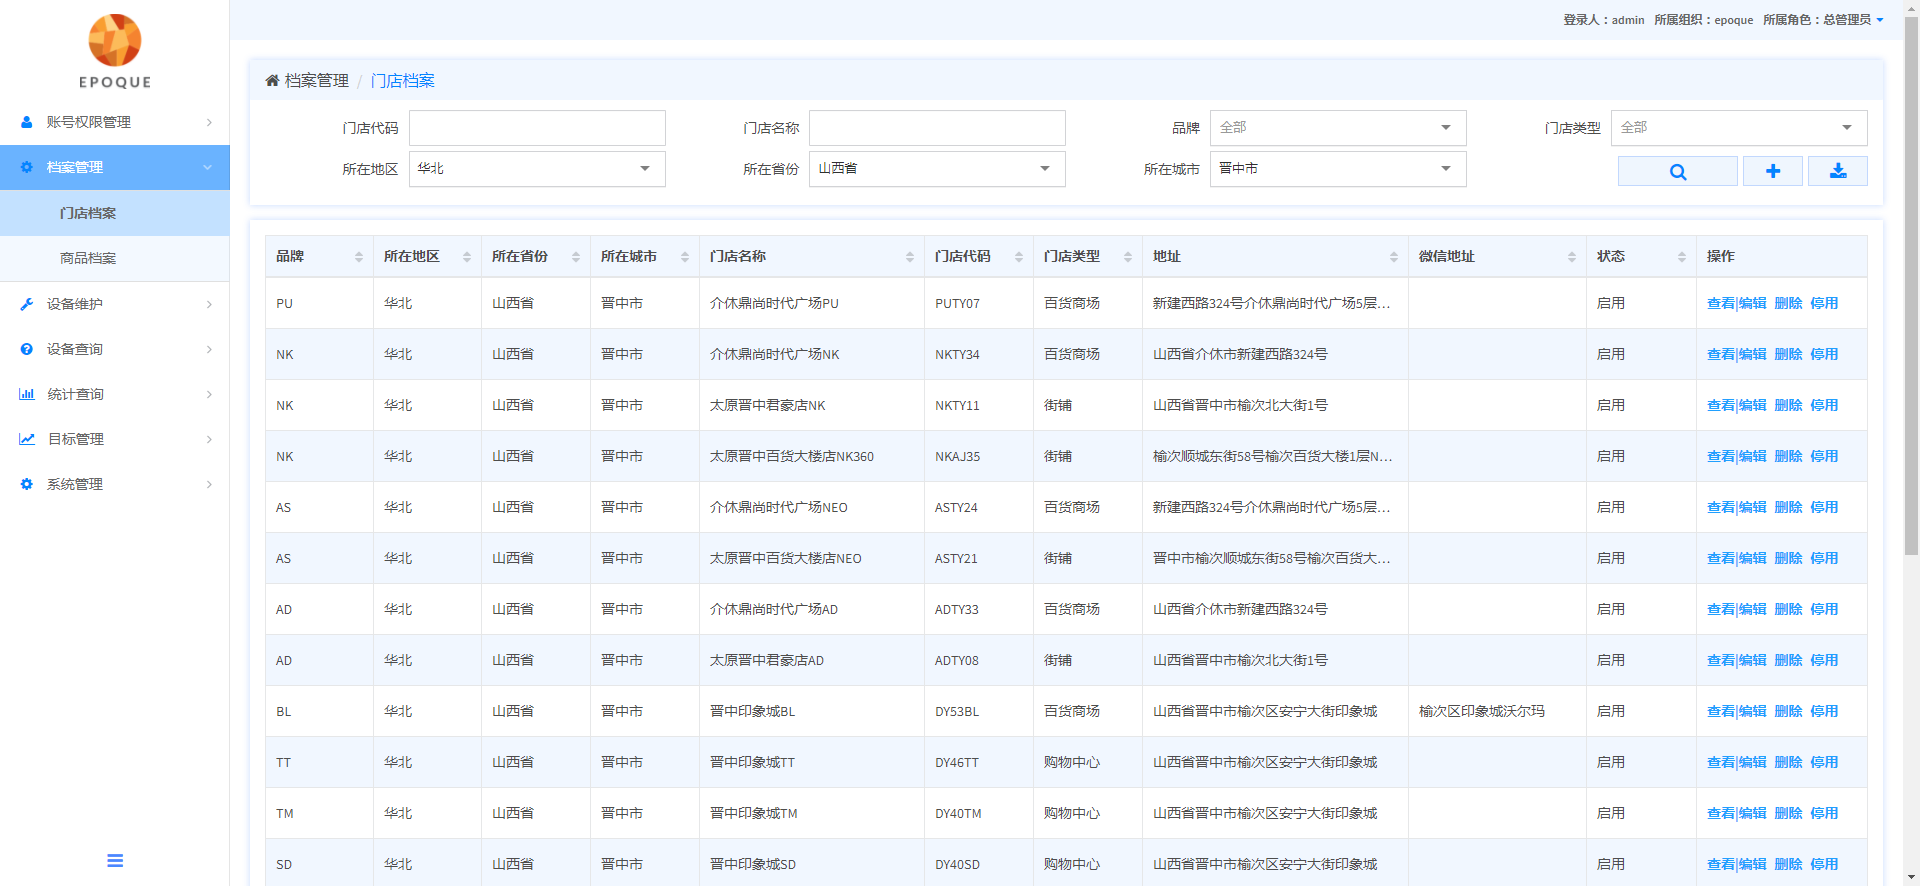 EPOQUE
账号权限管理
档案管理
门店档案
商品档案
设备维护
设备查询
统计查询
目标管理
系统管理
登录人：admin 所属组织：epoque 所属角色：总管理员
档案管理 / 门店档案
门店代码 门店名称 品牌 全部 门店类型 全部
所在地区 华北 所在省份 山西省 所在城市 晋中市
品牌 所在地区 所在省份 所在城市 门店名称 门店代码 门店类型 地址 微信地址 状态 操作
PU 华北 山西省 晋中市 介休鼎尚时代广场PU PUTY07 百货商场 新建西路324号介休鼎尚时代广场5层... 启用 查看|编辑 删除 停用
NK 华北 山西省 晋中市 介休鼎尚时代广场NK NKTY34 百货商场 山西省介休市新建西路324号 启用 查看|编辑 删除 停用
NK 华北 山西省 晋中市 太原晋中君豪店NK NKTY11 街铺 山西省晋中市榆次北大街1号 启用 查看|编辑 删除 停用
NK 华北 山西省 晋中市 太原晋中百货大楼店NK360 NKAJ35 街铺 榆次顺城东街58号榆次百货大楼1层N... 启用 查看|编辑 删除 停用
AS 华北 山西省 晋中市 介休鼎尚时代广场NEO ASTY24 百货商场 新建西路324号介休鼎尚时代广场5层... 启用 查看|编辑 删除 停用
AS 华北 山西省 晋中市 太原晋中百货大楼店NEO ASTY21 街铺 晋中市榆次顺城东街58号榆次百货大... 启用 查看|编辑 删除 停用
AD 华北 山西省 晋中市 介休鼎尚时代广场AD ADTY33 百货商场 山西省介休市新建西路324号 启用 查看|编辑 删除 停用
AD 华北 山西省 晋中市 太原晋中君豪店AD ADTY08 街铺 山西省晋中市榆次北大街1号 启用 查看|编辑 删除 停用
BL 华北 山西省 晋中市 晋中印象城BL DY53BL 百货商场 山西省晋中市榆次区安宁大街印象城 榆次区印象城沃尔玛 启用 查看|编辑 删除 停用
TT 华北 山西省 晋中市 晋中印象城TT DY46TT 购物中心 山西省晋中市榆次区安宁大街印象城 启用 查看|编辑 删除 停用
TM 华北 山西省 晋中市 晋中印象城TM DY40TM 购物中心 山西省晋中市榆次区安宁大街印象城 启用 查看|编辑 删除 停用
SD 华北 山西省 晋中市 晋中印象城SD DY40SD 购物中心 山西省晋中市榆次区安宁大街印象城 启用 查看|编辑 删除 停用